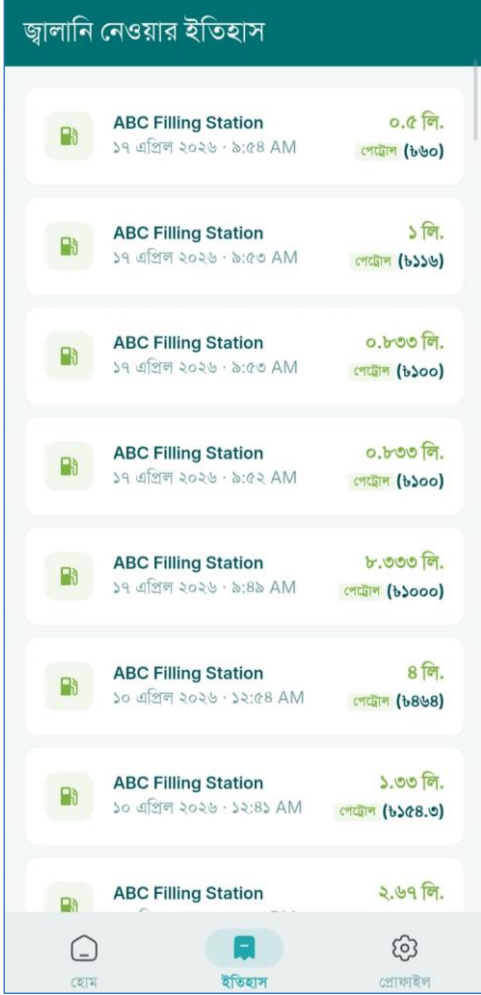 জ্বালানি নেওয়ার ইতিহাস
ABC Filling Station ০.৫ লি.
১৭ এপ্রিল ২০২৬ · ৯:৫৪ AM পেট্রোল (৳৬০)
ABC Filling Station ১ লি.
১৭ এপ্রিল ২০২৬ · ৯:৫৩ AM পেট্রোল (৳১১৬)
ABC Filling Station ০.৮৩৩ লি.
১৭ এপ্রিল ২০২৬ · ৯:৫৩ AM পেট্রোল (৳১০০)
ABC Filling Station ০.৮৩৩ লি.
১৭ এপ্রিল ২০২৬ · ৯:৫২ AM পেট্রোল (৳১০০)
ABC Filling Station ৮.৩৩৩ লি.
১৭ এপ্রিল ২০২৬ · ৯:৪৯ AM পেট্রোল (৳১০০০)
ABC Filling Station ৪ লি.
১০ এপ্রিল ২০২৬ · ১২:৫৪ AM পেট্রোল (৳৪৬৪)
ABC Filling Station ১.৩৩ লি.
১০ এপ্রিল ২০২৬ · ১২:৪১ AM পেট্রোল (৳১৫৪.৩)
ABC Filling Station ২.৬৭ লি.
হোম ইতিহাস প্রোফাইল